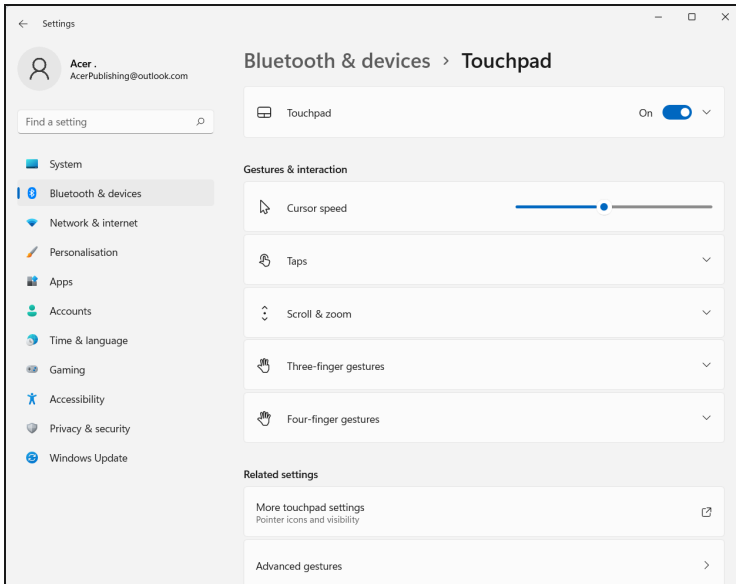 Settings
Acer .
AcerPublishing@outlook.com
Find a setting
System
Bluetooth & devices
Network & internet
Personalisation
Apps
Accounts
Time & language
Gaming
Accessibility
Privacy & security
Windows Update
Bluetooth & devices > Touchpad
Touchpad
On
Gestures & interaction
Cursor speed
Taps
Scroll & zoom
Three-finger gestures
Four-finger gestures
Related settings
More touchpad settings
Pointer icons and visibility
Advanced gestures